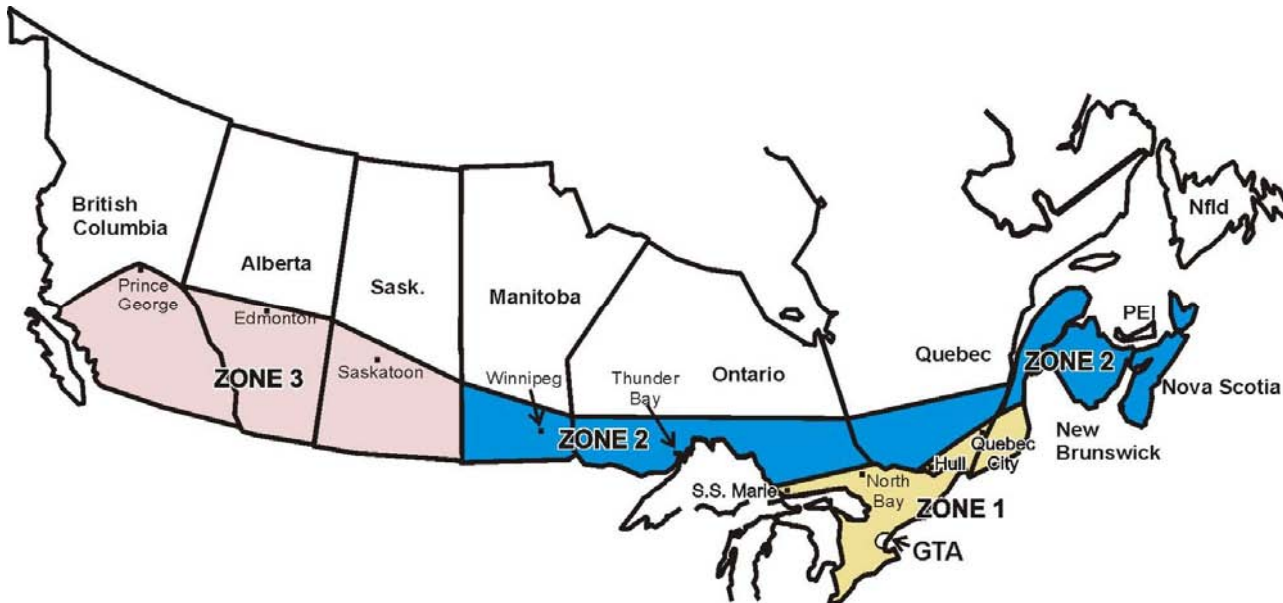 British
Columbia
Prince
George
Alberta
Edmonton
ZONE 3
Sask.
Saskatoon
Manitoba
Winnipeg
ZONE 2
Thunder
Bay
Ontario
S.S. Marie
North
Bay
Hull
Quebec
City
ZONE 1
GTA
Quebec
ZONE 2
New
Brunswick
Nova Scotia
PEI
Nfld